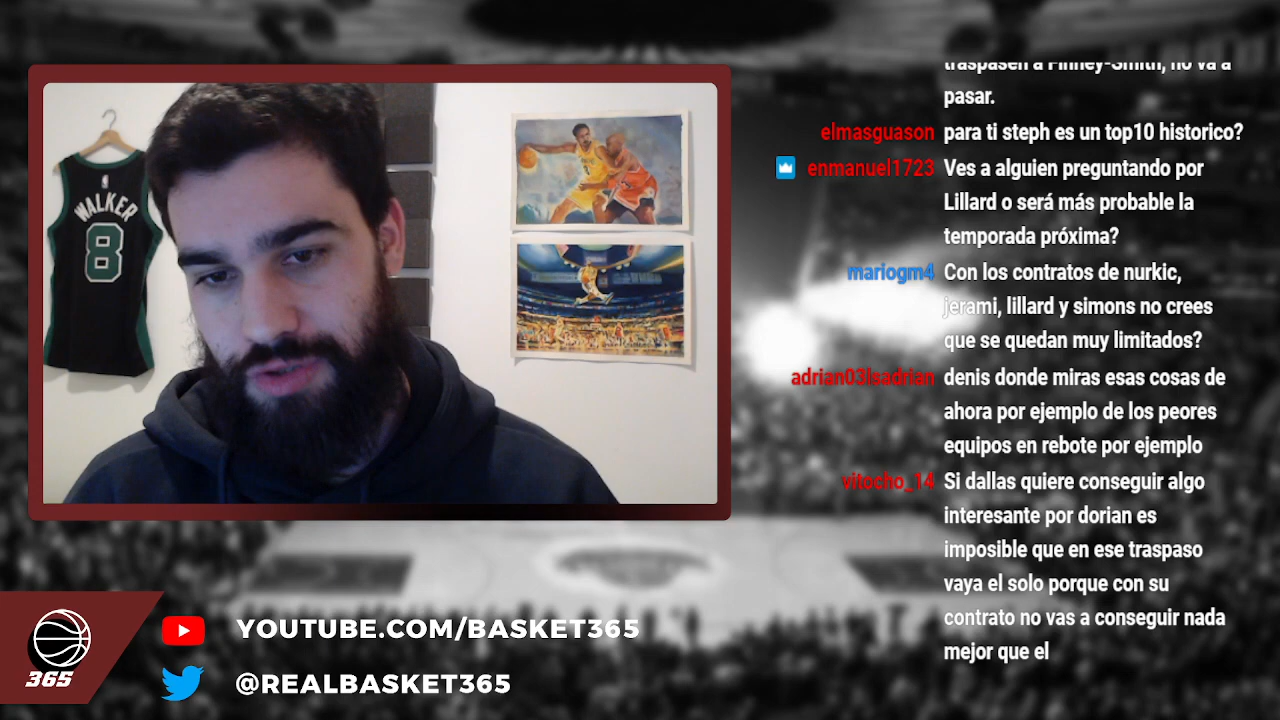 WALKER
8
traspasen a Finney-Smith, no va a
pasar.
elmasguason para ti steph es un top10 historico?
enmanuel1723 Ves a alguien preguntando por
Lillard o será más probable la
temporada próxima?
mariogm4 Con los contratos de nurkic,
jerami, lillard y simons no crees
que se quedan muy limitados?
adrian03lsadrian denis donde miras esas cosas de
ahora por ejemplo de los peores
equipos en rebote por ejemplo
vitocho_14 Si dallas quiere conseguir algo
interesante por dorian es
imposible que en ese traspaso
vaya el solo porque con su
contrato no vas a conseguir nada
mejor que el
365
YOUTUBE.COM/BASKET365
@REALBASKET365